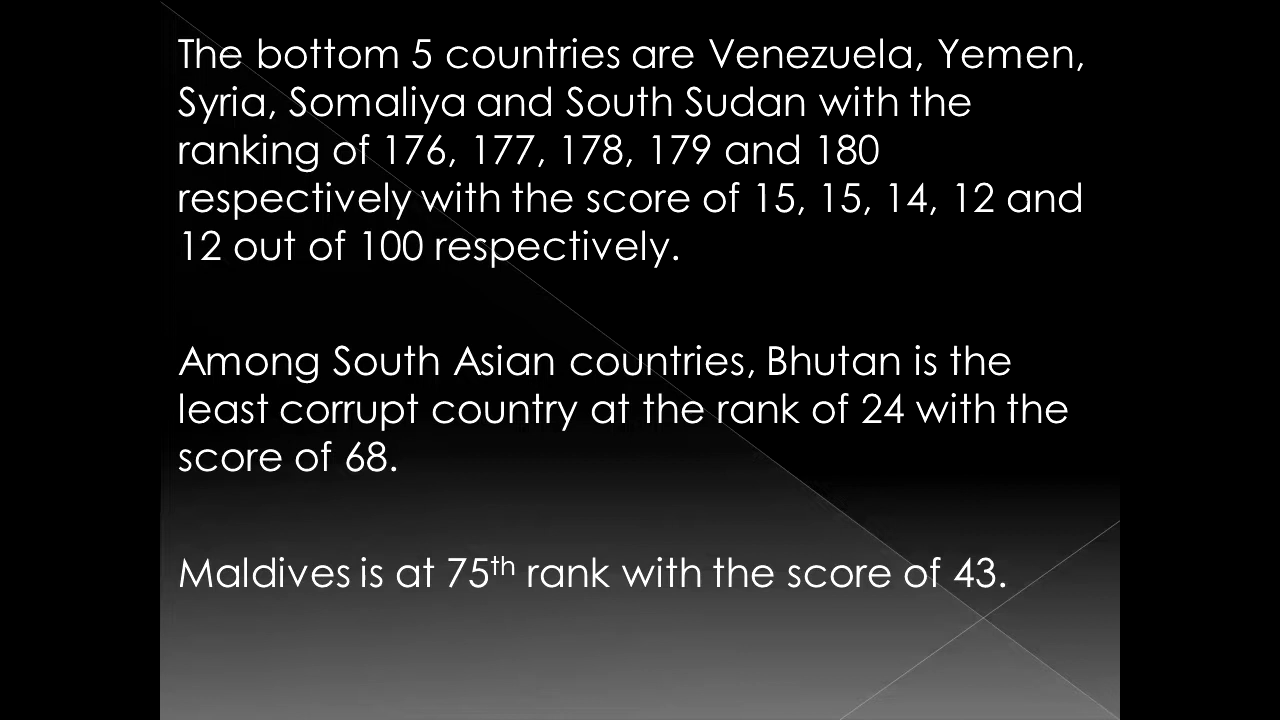 The bottom 5 countries are Venezuela, Yemen,
Syria, Somaliya and South Sudan with the
ranking of 176, 177, 178, 179 and 180
respectively with the score of 15, 15, 14, 12 and
12 out of 100 respectively.
Among South Asian countries, Bhutan is the
least corrupt country at the rank of 24 with the
score of 68.
Maldives is at 75th rank with the score of 43.